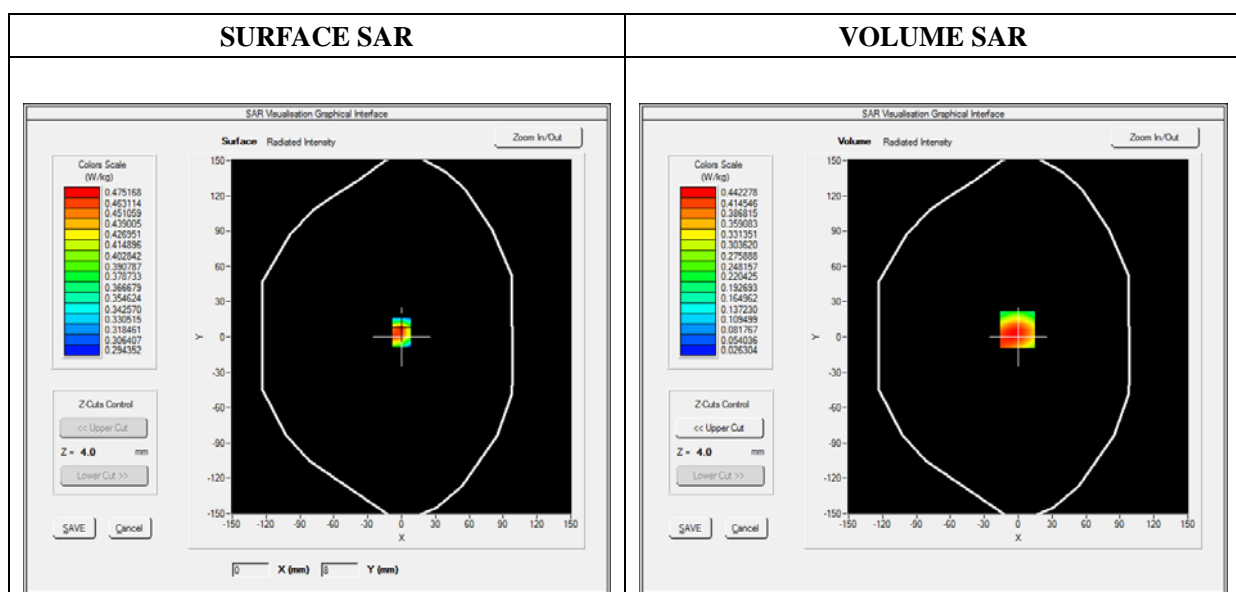 SURFACE SAR
VOLUME SAR
SAR Visualisation Graphical Interface
Surface Radiated Intensity
Zoom In/Out
Colors Scale
(W/kg)
0.475168
0.463114
0.451059
0.439005
0.426951
0.414896
0.402842
0.390787
0.378733
0.366679
0.354624
0.342570
0.330515
0.318461
0.306407
0.294352
150
120
90
60
30
0
-30
-60
-90
-120
-150
Y
-150 -120 -90 -60 -30 0 30 60 90 120 150
X
Z-Cuts Control
<< Upper Cut
Z = 4.0 mm
Lower Cut >>
SAVE Cancel
0 X (mm) 8 Y (mm)
SAR Visualisation Graphical Interface
Volume Radiated Intensity
Zoom In/Out
Colors Scale
(W/kg)
0.442278
0.414546
0.386815
0.359083
0.331351
0.303620
0.275888
0.248157
0.220425
0.192693
0.164962
0.137230
0.109499
0.081767
0.054036
0.026304
150
120
90
60
30
0
-30
-60
-90
-120
-150
Y
-150 -120 -90 -60 -30 0 30 60 90 120 150
X
Z-Cuts Control
<< Upper Cut
Z = 4.0 mm
Lower Cut >>
SAVE Cancel